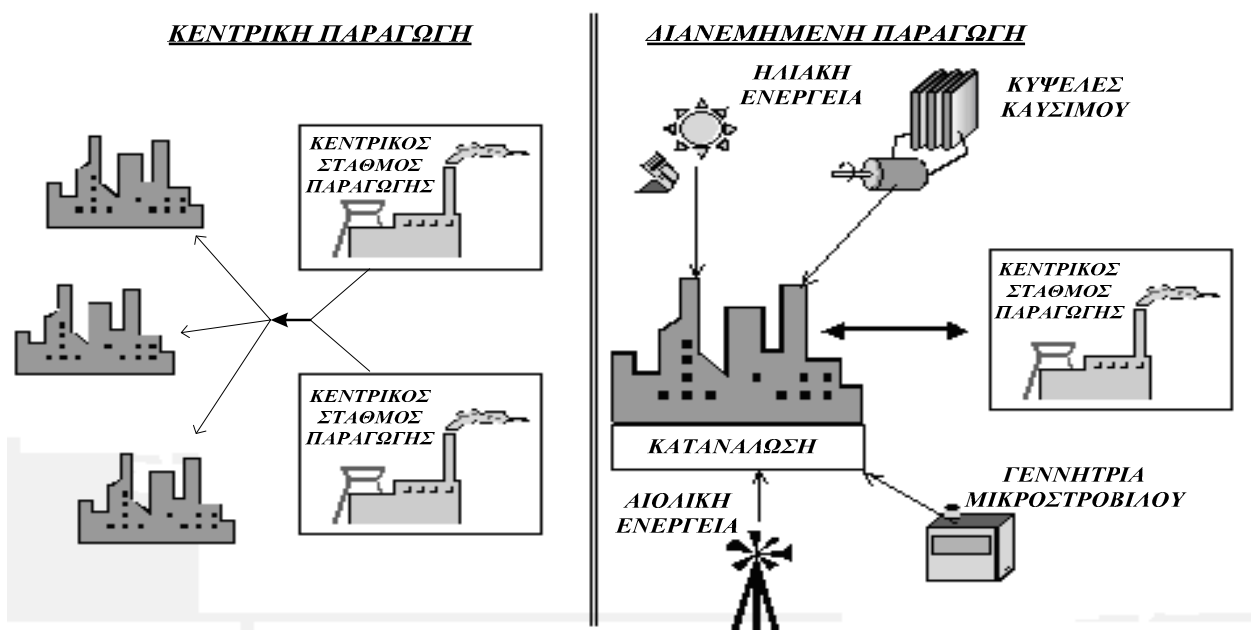 ΚΕΝΤΡΙΚΗ ΠΑΡΑΓΩΓΗ
ΚΕΝΤΡΙΚΟΣ
ΣΤΑΘΜΟΣ
ΠΑΡΑΓΩΓΗΣ
ΚΕΝΤΡΙΚΟΣ
ΣΤΑΘΜΟΣ
ΠΑΡΑΓΩΓΗΣ
ΔΙΑΝΕΜΗΜΕΝΗ ΠΑΡΑΓΩΓΗ
ΗΛΙΑΚΗ
ΕΝΕΡΓΕΙΑ
ΚΥΨΕΛΕΣ
ΚΑΥΣΙΜΟΥ
ΚΕΝΤΡΙΚΟΣ
ΣΤΑΘΜΟΣ
ΠΑΡΑΓΩΓΗΣ
ΚΑΤΑΝΑΛΩΣΗ
ΑΙΟΛΙΚΗ
ΕΝΕΡΓΕΙΑ
ΓΕΝΝΗΤΡΙΑ
ΜΙΚΡΟΣΤΡΟΒΙΛΟΥ